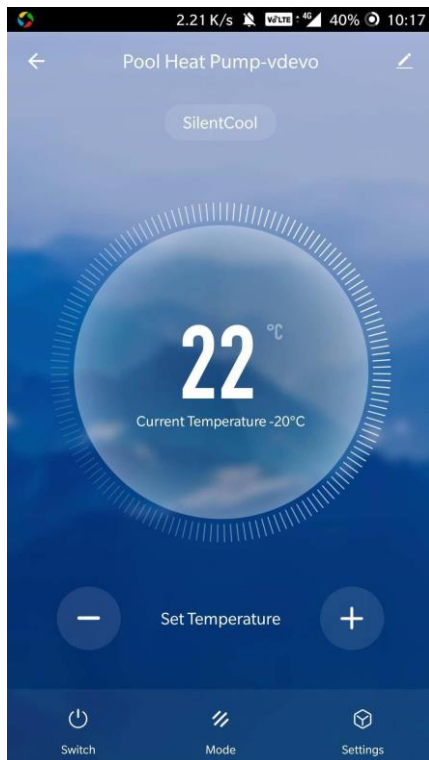 2.21 K/s VoLTE 4G 40% 10:17
Pool Heat Pump-vdevo
SilentCool
22 °C
Current Temperature -20°C
Set Temperature
Switch Mode Settings